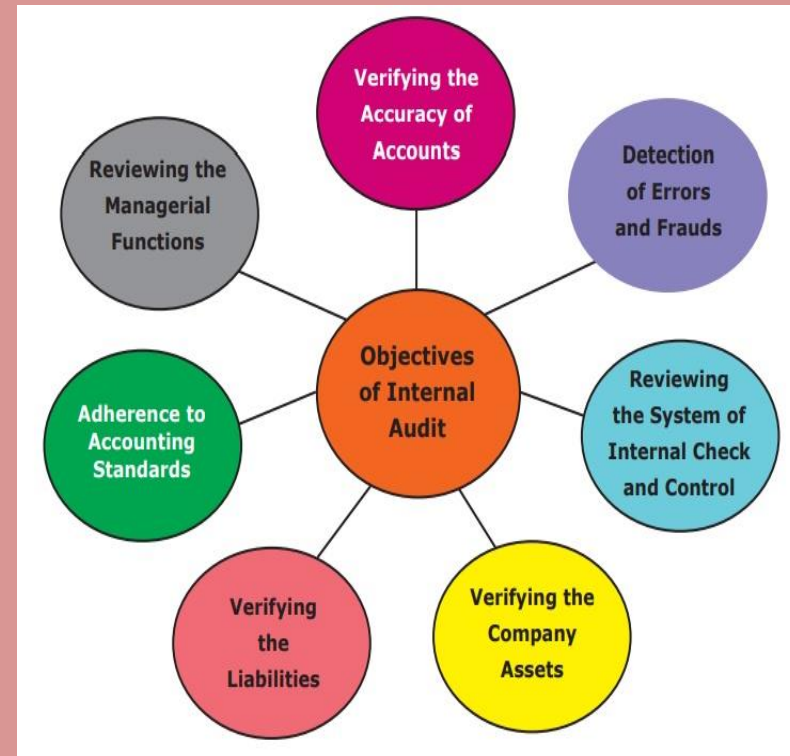 Verifying the
Accuracy of
Accounts
Detection
of Errors
and Frauds
Reviewing the
Managerial
Functions
Objectives
of Internal
Audit
Reviewing
the System of
Internal Check
and Control
Adherence to
Accounting
Standards
Verifying
the
Liabilities
Verifying the
Company
Assets